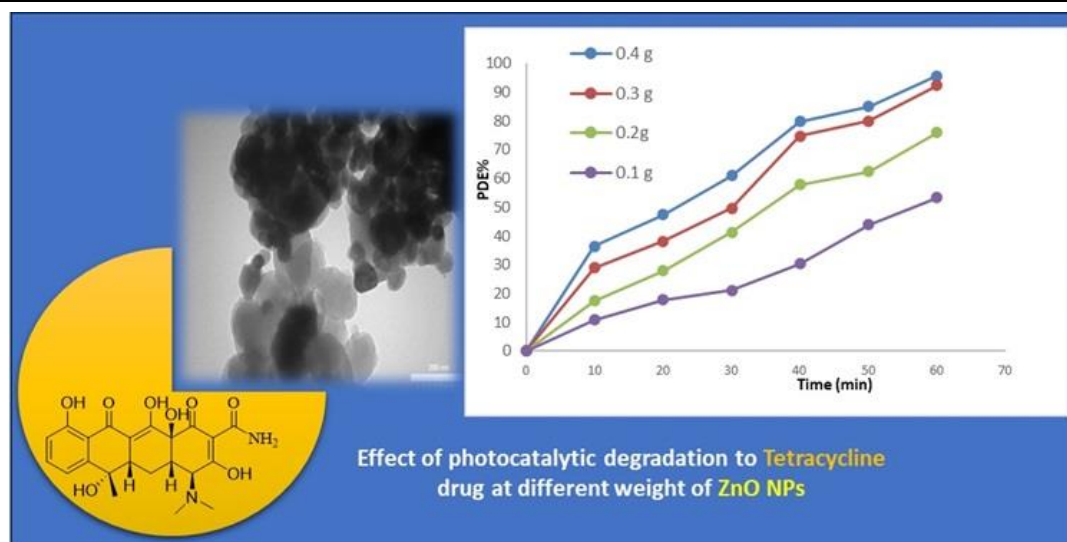 0.4 g
0.3 g
0.2g
0.1 g
PDE%
100
90
80
70
60
50
40
30
20
10
0
0 10 20 30 40 50 60 70
Time (min)
OH O OH OH O O
NH₂
OH
HO H H N
Effect of photocatalytic degradation to Tetracycline
drug at different weight of ZnO NPs